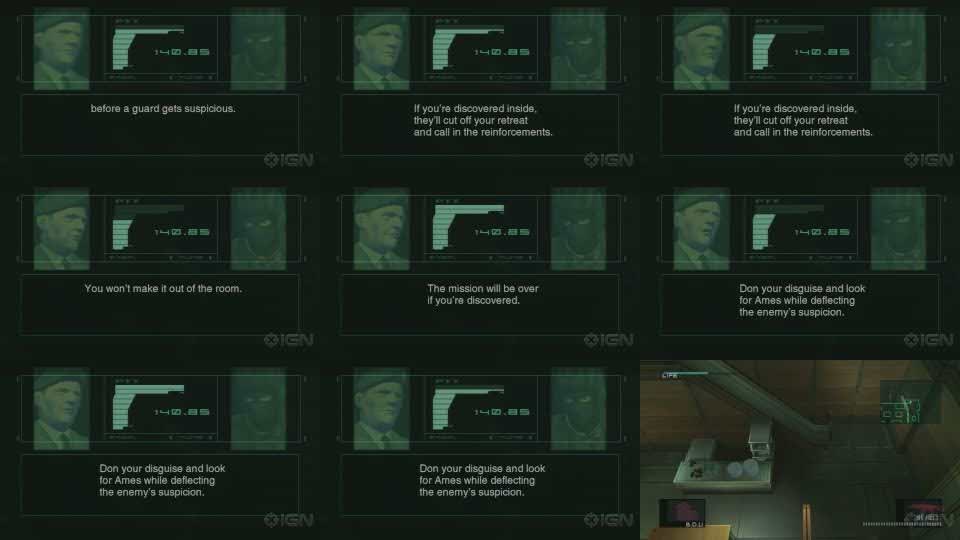 140.85
before a guard gets suspicious.
IGN
140.85
If you're discovered inside,
they'll cut off your retreat
and call in the reinforcements.
IGN
140.85
If you're discovered inside,
they'll cut off your retreat
and call in the reinforcements.
IGN
140.85
You won't make it out of the room.
IGN
140.85
The mission will be over
if you're discovered.
IGN
140.85
Don your disguise and look
for Ames while deflecting
the enemy's suspicion.
IGN
140.85
Don your disguise and look
for Ames while deflecting
the enemy's suspicion.
IGN
140.85
Don your disguise and look
for Ames while deflecting
the enemy's suspicion.
IGN
LIFE
B.D.U